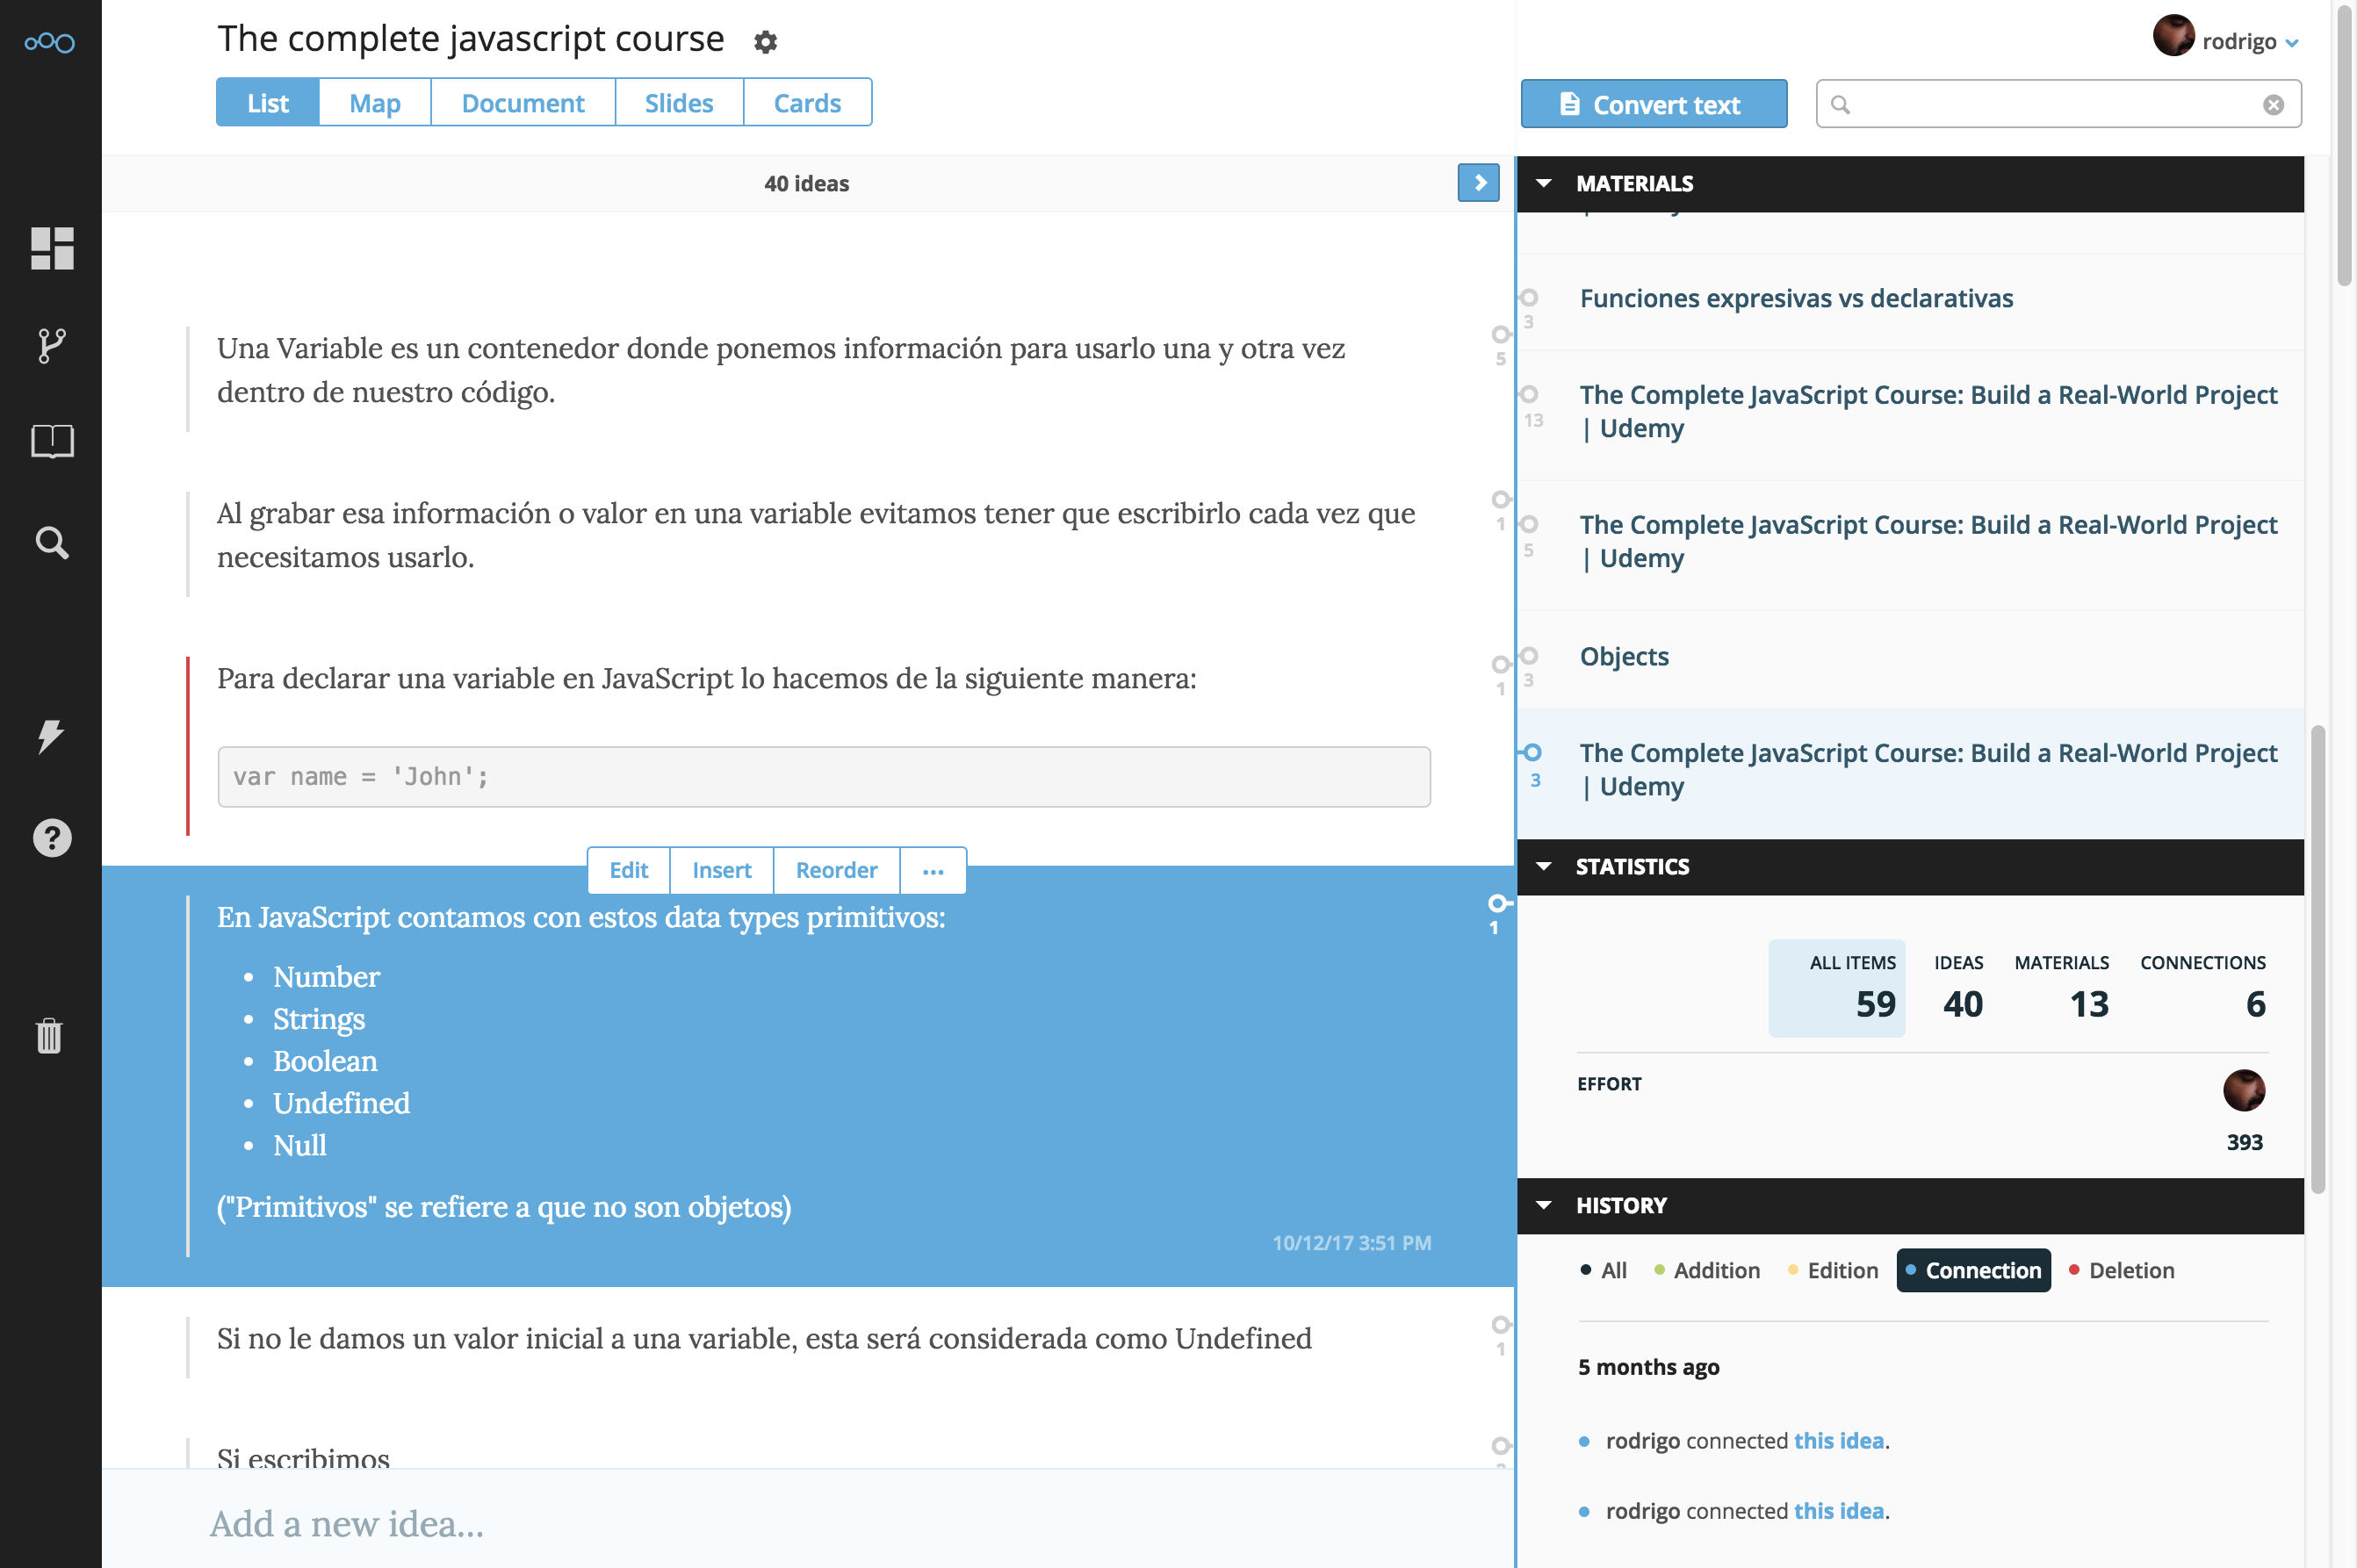 The complete javascript course
List
Map
Document
Slides
Cards
rodrigo
Convert text
40 ideas
Una Variable es un contenedor donde ponemos información para usarlo una y otra vez
dentro de nuestro código.
5
Al grabar esa información o valor en una variable evitamos tener que escribirlo cada vez que
necesitamos usarlo.
1
Para declarar una variable en JavaScript lo hacemos de la siguiente manera:
1
var name = 'John';
Edit
Insert
Reorder
...
En JavaScript contamos con estos data types primitivos:
1
• Number
• Strings
• Boolean
• Undefined
• Null
("Primitivos" se refiere a que no son objetos)
10/12/17 3:51 PM
Si no le damos un valor inicial a una variable, esta será considerada como Undefined
1
Si escribimos
Add a new idea...
MATERIALS
Funciones expresivas vs declarativas
3
The Complete JavaScript Course: Build a Real-World Project
| Udemy
13
The Complete JavaScript Course: Build a Real-World Project
| Udemy
5
Objects
3
The Complete JavaScript Course: Build a Real-World Project
| Udemy
3
STATISTICS
ALL ITEMS
59
IDEAS
40
MATERIALS
13
CONNECTIONS
6
EFFORT
393
HISTORY
All
Addition
Edition
Connection
Deletion
5 months ago
rodrigo connected this idea.
rodrigo connected this idea.